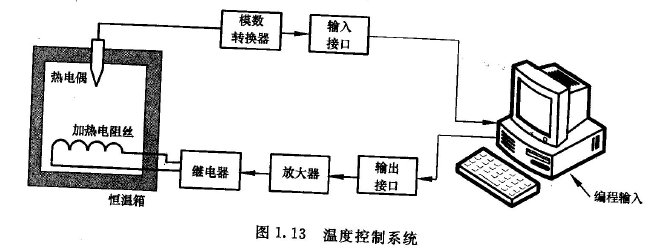 模数
转换器
输入
接口
热电偶
加热电阻丝
继电器
放大器
输出
接口
恒温箱
编程输入
图 1.13 温度控制系统